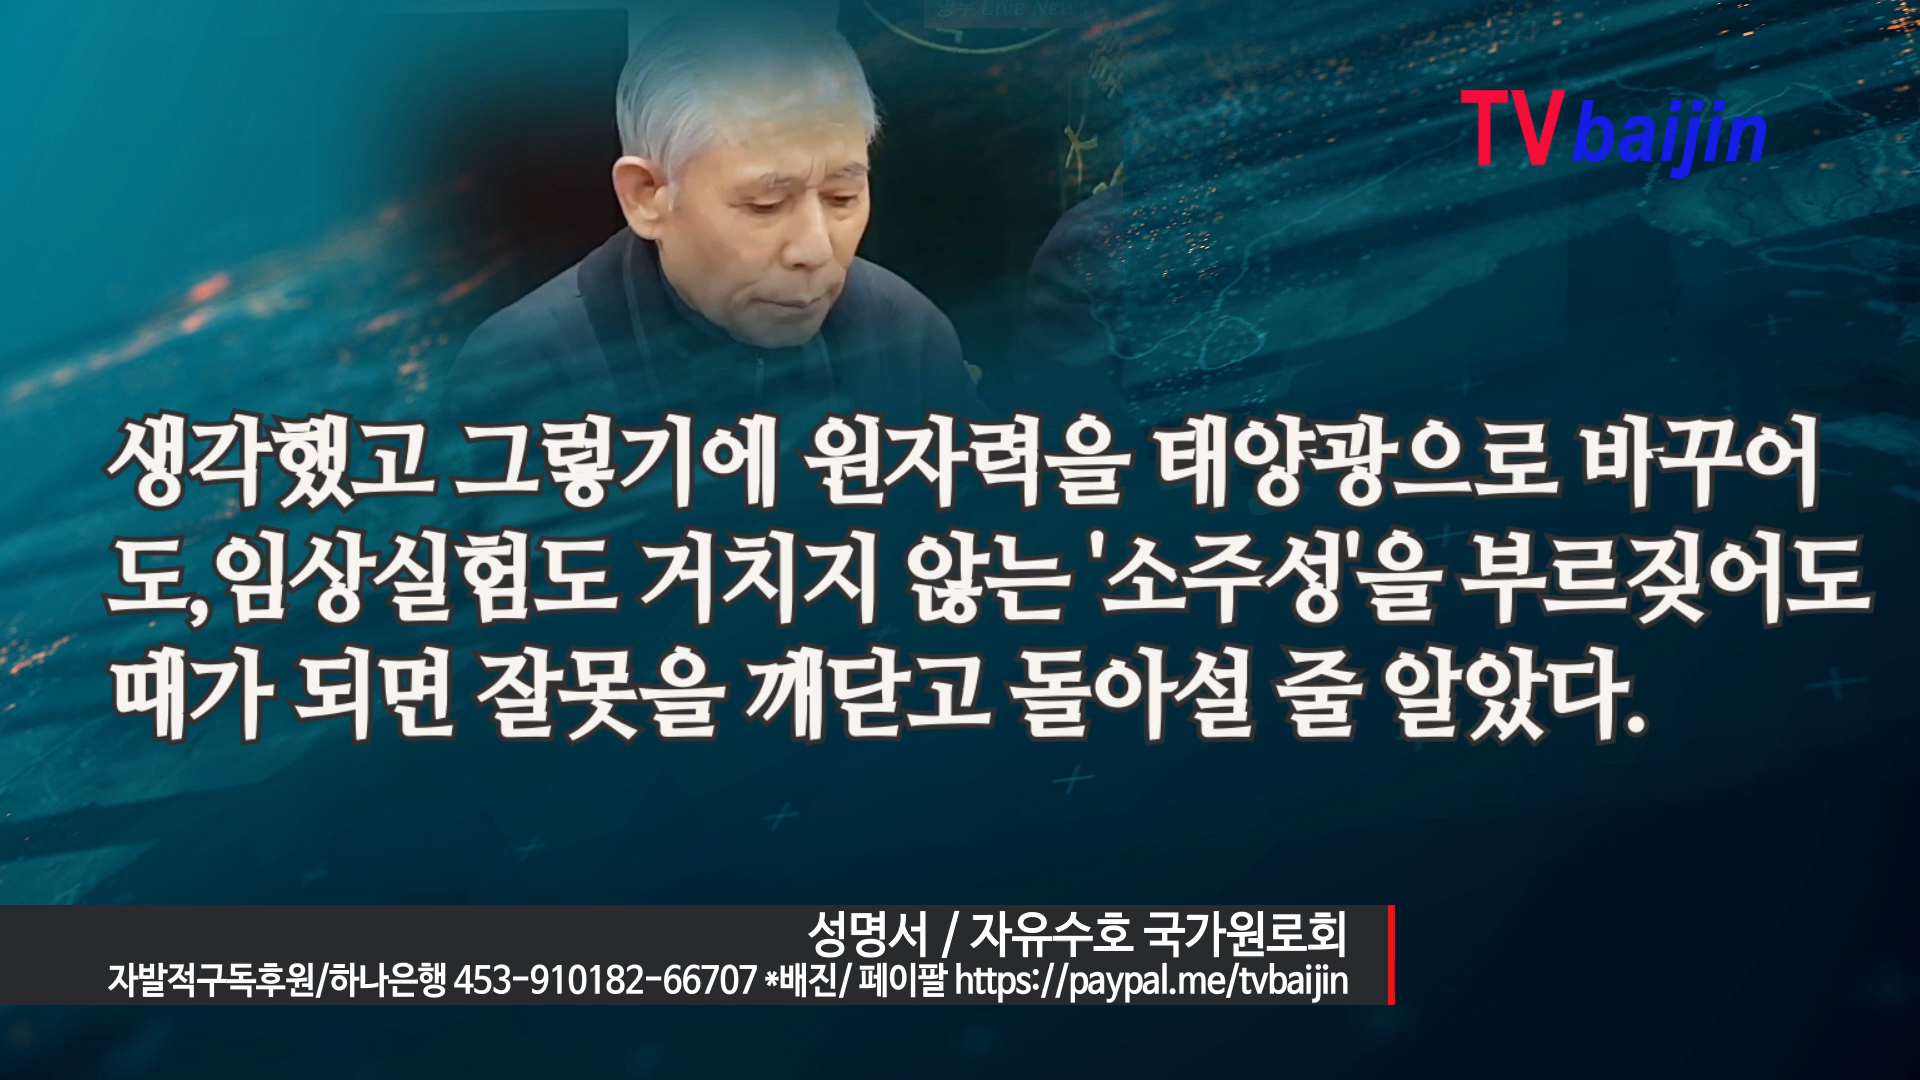 TV baijin
생각했고 그렇기에 원자력을 태양광으로 바꾸어
도, 임상실험도 거치지 않는 '소주성'을 부르짖어도
때가 되면 잘못을 깨닫고 돌아설 줄 알았다.
성명서 / 자유수호 국가원로회
자발적구독후원/하나은행 453-910182-66707 *배진/ 페이팔 https://paypal.me/tvbaijin